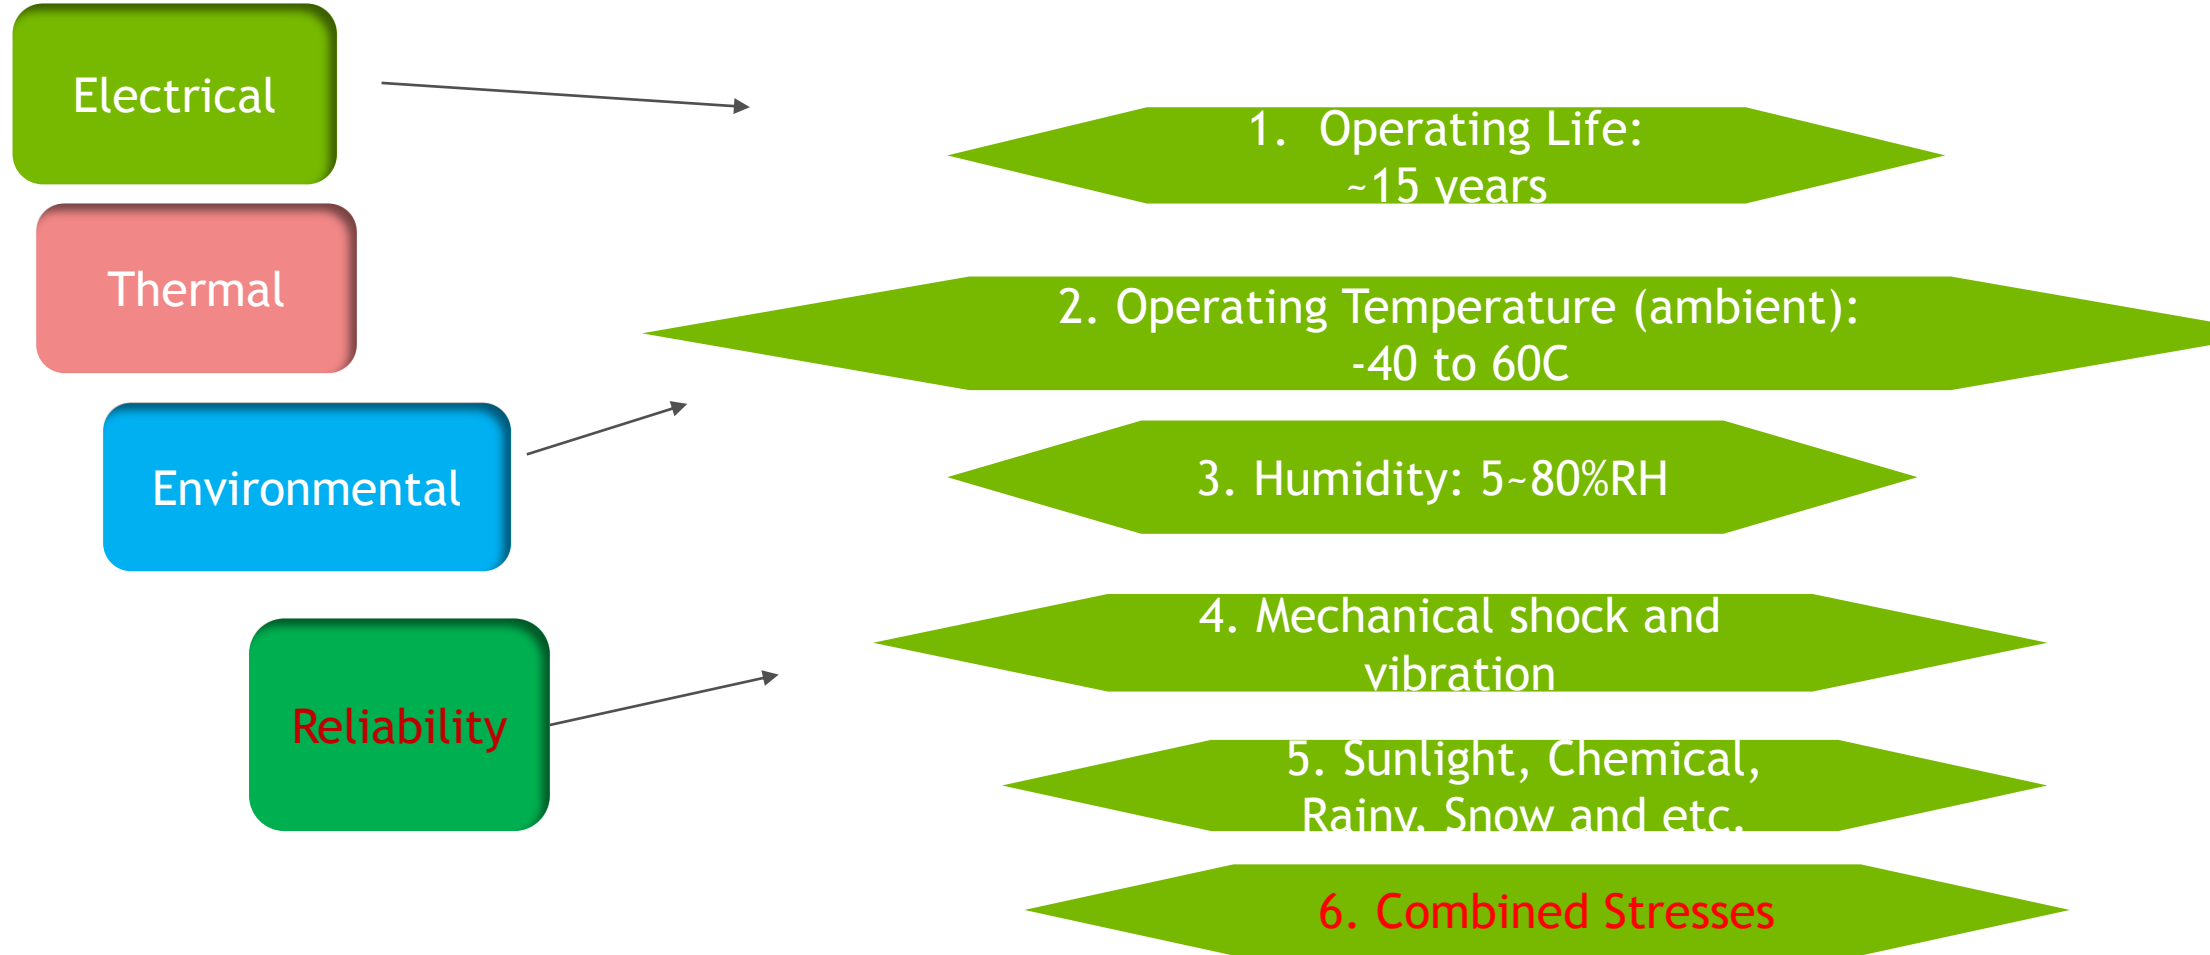 Electrical
Thermal
Environmental
Reliability
1. Operating Life:
~15 years
2. Operating Temperature (ambient):
-40 to 60C
3. Humidity: 5~80%RH
4. Mechanical shock and
vibration
5. Sunlight, Chemical,
Rainy, Snow and etc.
6. Combined Stresses